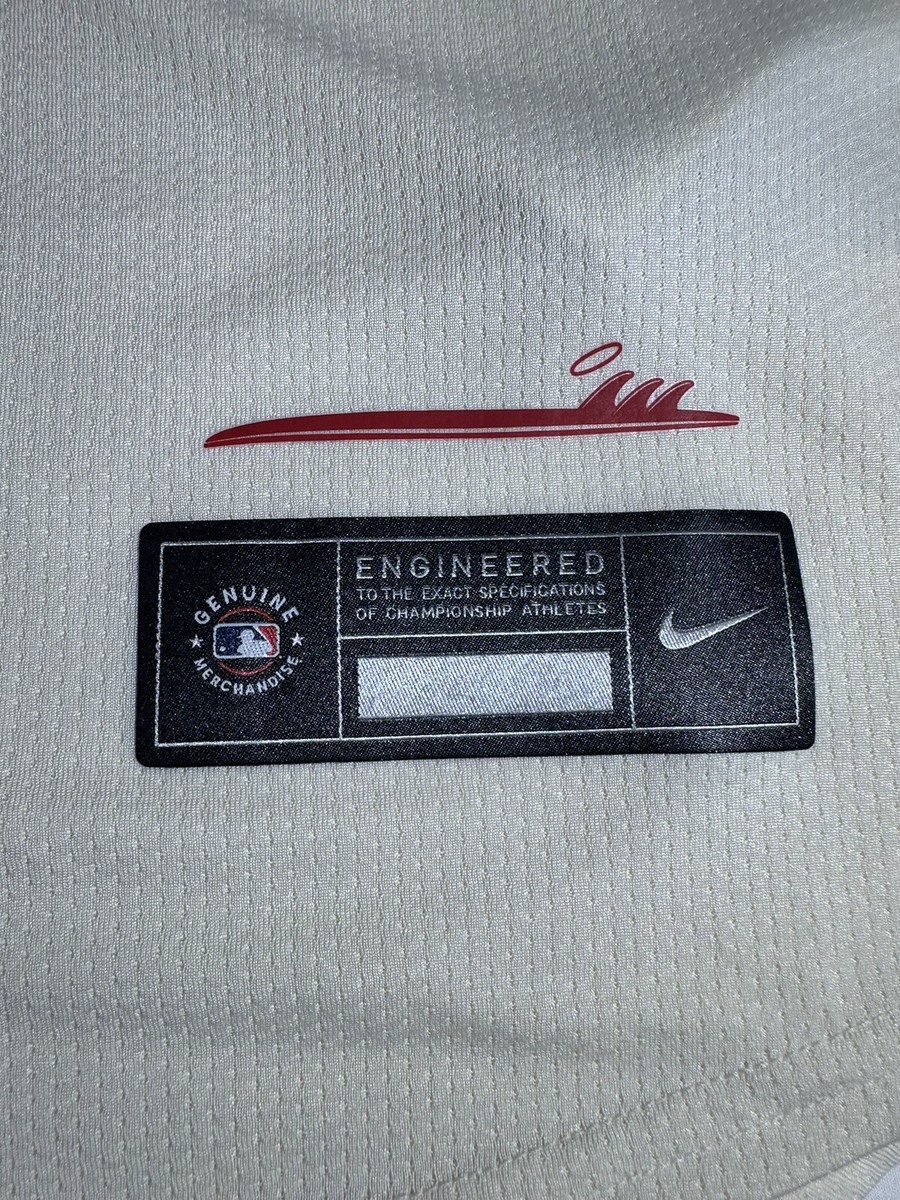 GENUINE
MERCHANDISE
ENGINEERED
TO THE EXACT SPECIFICATIONS
OF CHAMPIONSHIP ATHLETES